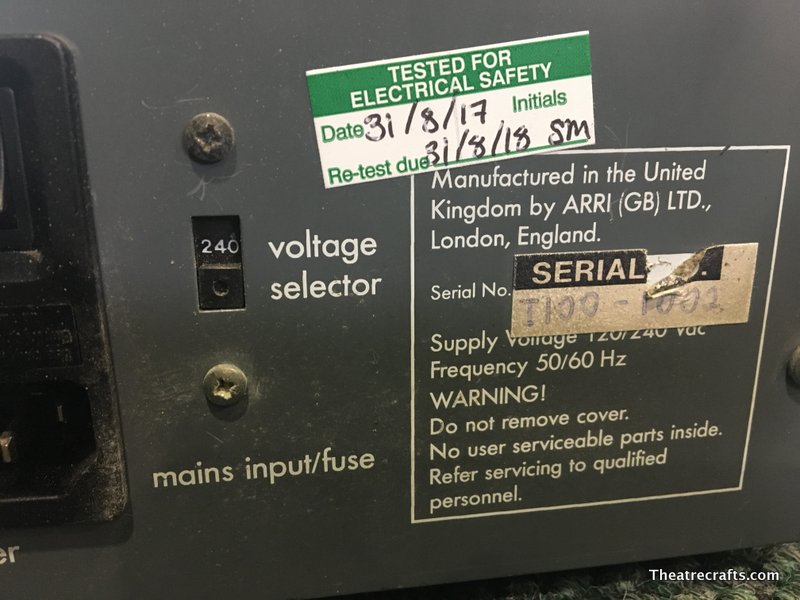 TESTED FOR
ELECTRICAL SAFETY
Date 31/8/17 Initials
Re-test due 31/8/18 SM
240
voltage
selector
mains input/fuse
Manufactured in the United
Kingdom by ARRI (GB) LTD.,
London, England.
Serial No.
SERIAL
T100-1002
Supply Voltage 120/240 Vac
Frequency 50/60 Hz
WARNING!
Do not remove cover.
No user serviceable parts inside.
Refer servicing to qualified
personnel.
Theatrecrafts.com